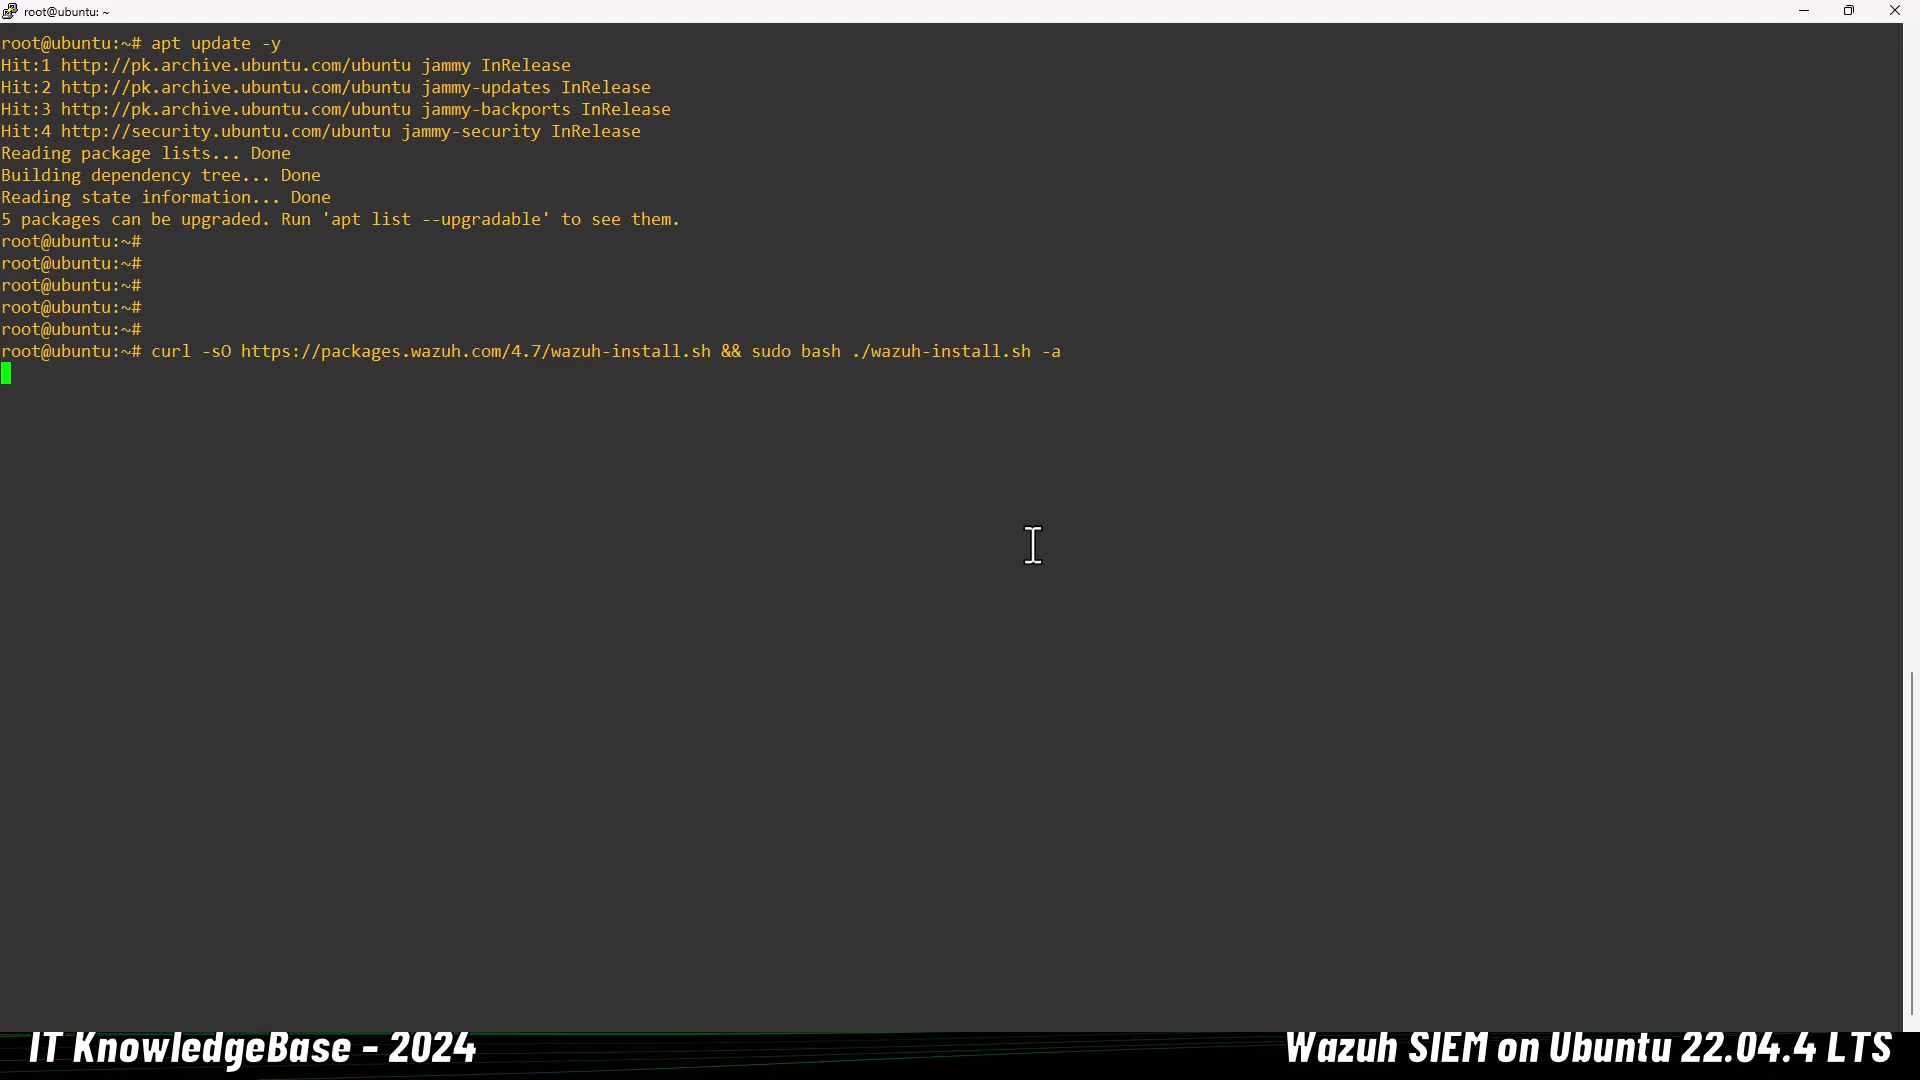 root@ubuntu: ~
root@ubuntu:~# apt update -y
Hit:1 http://pk.archive.ubuntu.com/ubuntu jammy InRelease
Hit:2 http://pk.archive.ubuntu.com/ubuntu jammy-updates InRelease
Hit:3 http://pk.archive.ubuntu.com/ubuntu jammy-backports InRelease
Hit:4 http://security.ubuntu.com/ubuntu jammy-security InRelease
Reading package lists... Done
Building dependency tree... Done
Reading state information... Done
5 packages can be upgraded. Run 'apt list --upgradable' to see them.
root@ubuntu:~#
root@ubuntu:~#
root@ubuntu:~#
root@ubuntu:~#
root@ubuntu:~#
root@ubuntu:~# curl -sO https://packages.wazuh.com/4.7/wazuh-install.sh && sudo bash ./wazuh-install.sh -a
IT KnowledgeBase - 2024
Wazuh SIEM on Ubuntu 22.04.4 LTS